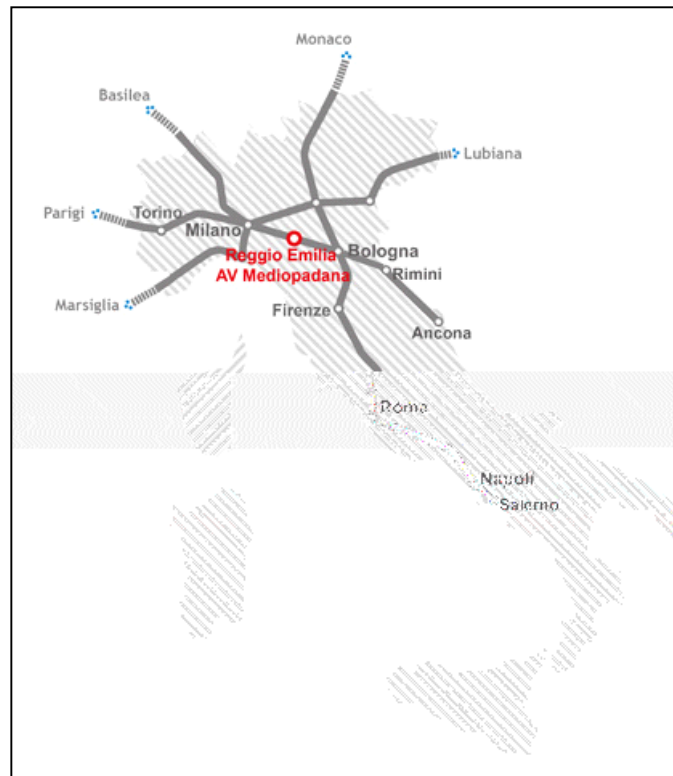 Monaco
Basilea
Lubiana
Parigi
Torino
Milano
Bologna
Reggio Emilia
AV Mediopadana
Rimini
Marsiglia
Firenze
Ancona
Roma
Napoli
Salerno